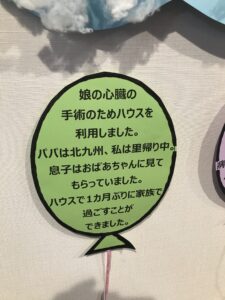 娘の心臓の
手術のためハウスを
利用しました。
パパは北九州、私は里帰り中。
息子はおばあちゃんに見て
もらっていました。
ハウスで1カ月ぶりに家族で
過ごすことが
できました。